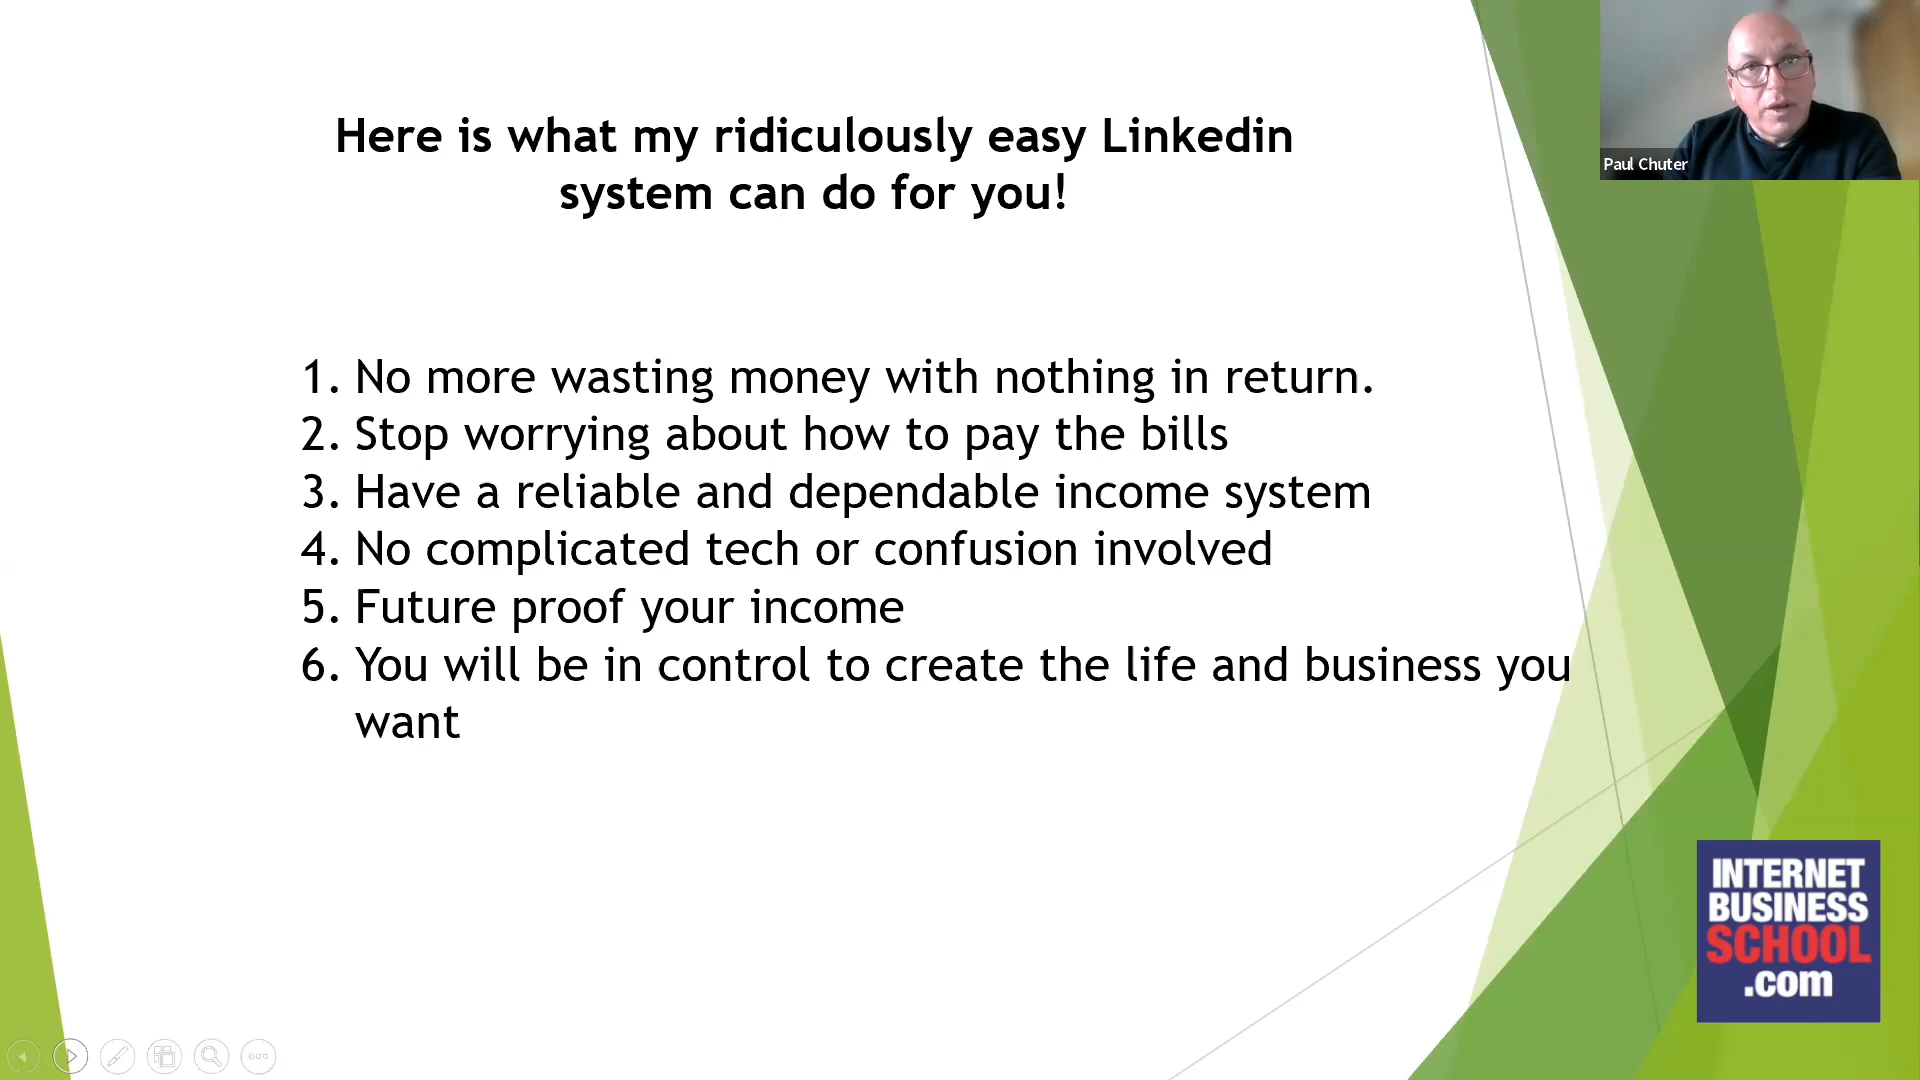 Here is what my ridiculously easy Linkedin
system can do for you!
Paul Chuter
1. No more wasting money with nothing in return.
2. Stop worrying about how to pay the bills
3. Have a reliable and dependable income system
4. No complicated tech or confusion involved
5. Future proof your income
6. You will be in control to create the life and business you
want
INTERNET
BUSINESS
SCHOOL
.com